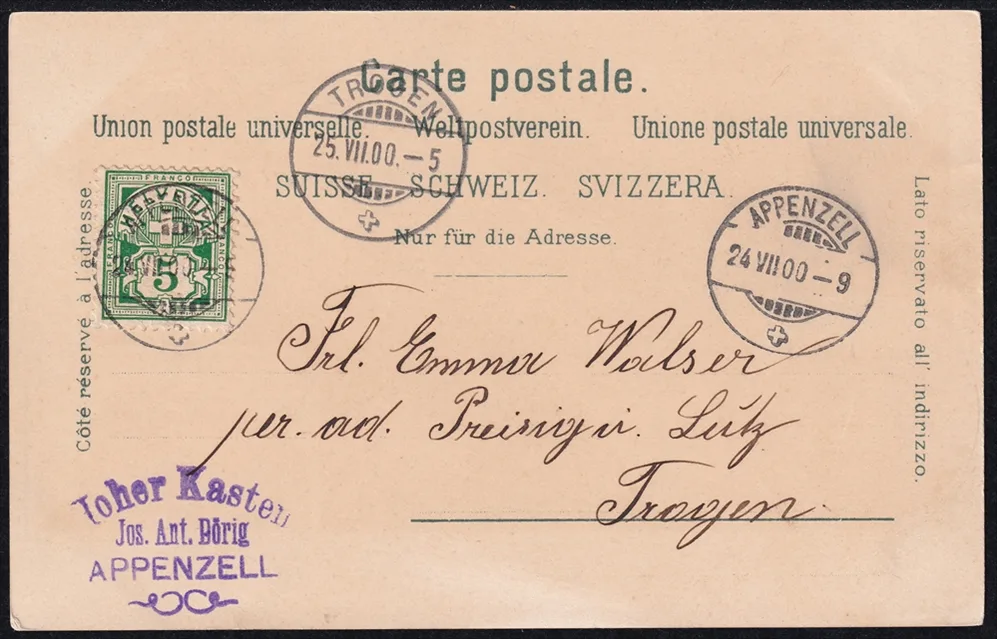 Carte postale.
Union postale universelle. Weltpostverein. Unione postale universale.
SUISSE. SCHWEIZ. SVIZZERA.
Nur für die Adresse.
Côté réservé à l'adresse
Lato riservato all' indirizzo.
TROGEN
25.VII.00.–5
APPENZELL
24 VII 00–9
FRANCO
HELVETIA
5
Frl. Emma Walser
per. ad. Preisig u. Lutz
Trogen.
Hoher Kasten
Jos. Ant. Dörig
APPENZELL